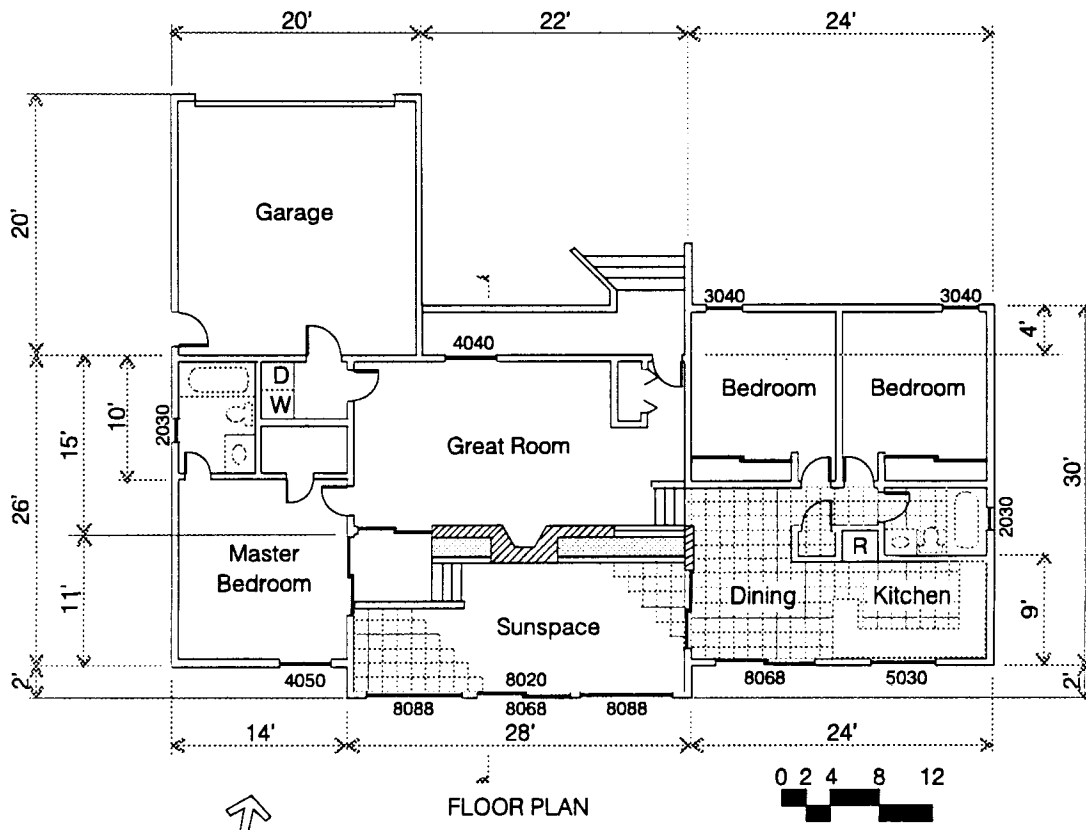 20' 22' 24'
20'
Garage
3040 3040
4'
4040
D
W
Bedroom Bedroom
2030
10'
15'
Great Room
26'
30'
2030
Master
Bedroom
R
11'
Dining Kitchen
9'
Sunspace
2'
4050
8020
8068
5030
2'
8088 8068 8088
14' 28' 24'
0 2 4 8 12
FLOOR PLAN